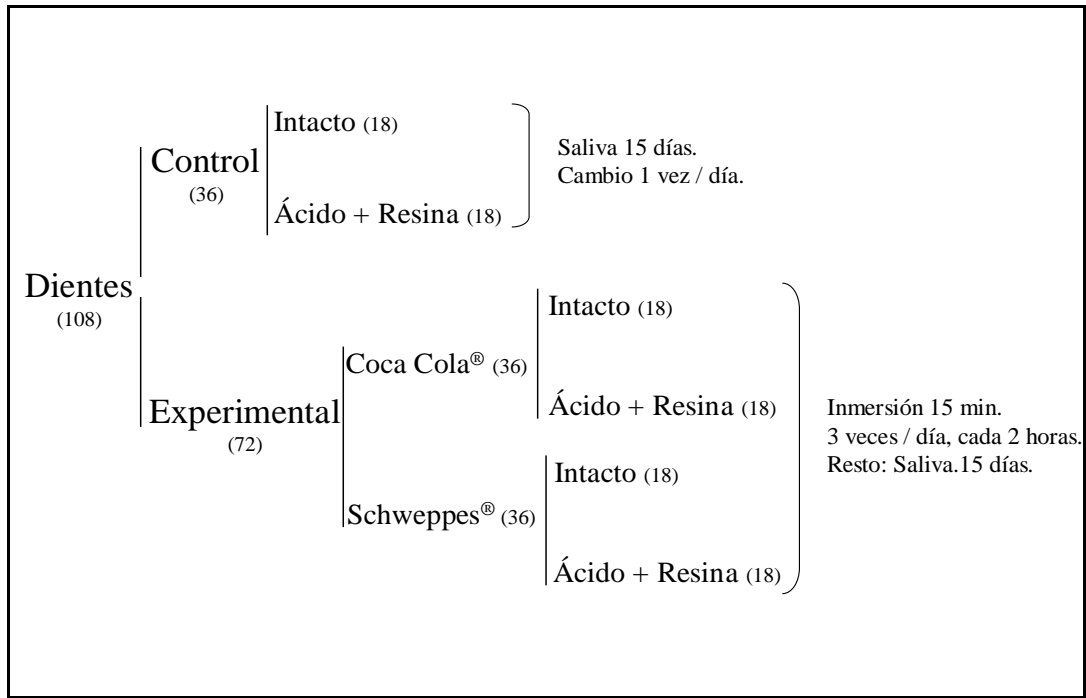 Dientes
(108)
Control
(36)
Intacto (18)
Ácido + Resina (18)
Saliva 15 días.
Cambio 1 vez / día.
Experimental
(72)
Coca Cola® (36)
Intacto (18)
Ácido + Resina (18)
Schweppes® (36)
Intacto (18)
Ácido + Resina (18)
Inmersión 15 min.
3 veces / día, cada 2 horas.
Resto: Saliva.15 días.